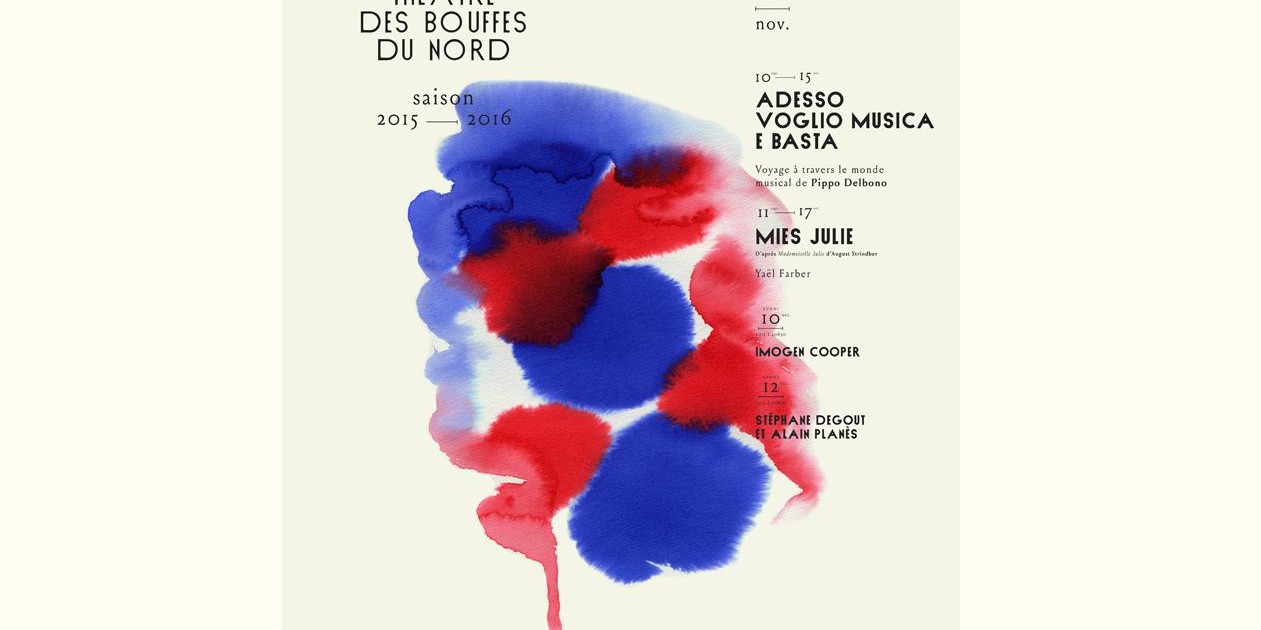 THÉÂTRE
DES BOUFFES
DU NORD
saison
2015 — 2016
nov.
10 — 15
ADESSO
VOGLIO MUSICA
E BASTA
Voyage à travers le monde
musical de Pippo Delbono
11 — 17
MIES JULIE
D'après Mademoiselle Julie d'August Strindber
Yaël Farber
10
IMOGEN COOPER
12
STÉPHANE DEGOUT
ET ALAIN PLANÈS